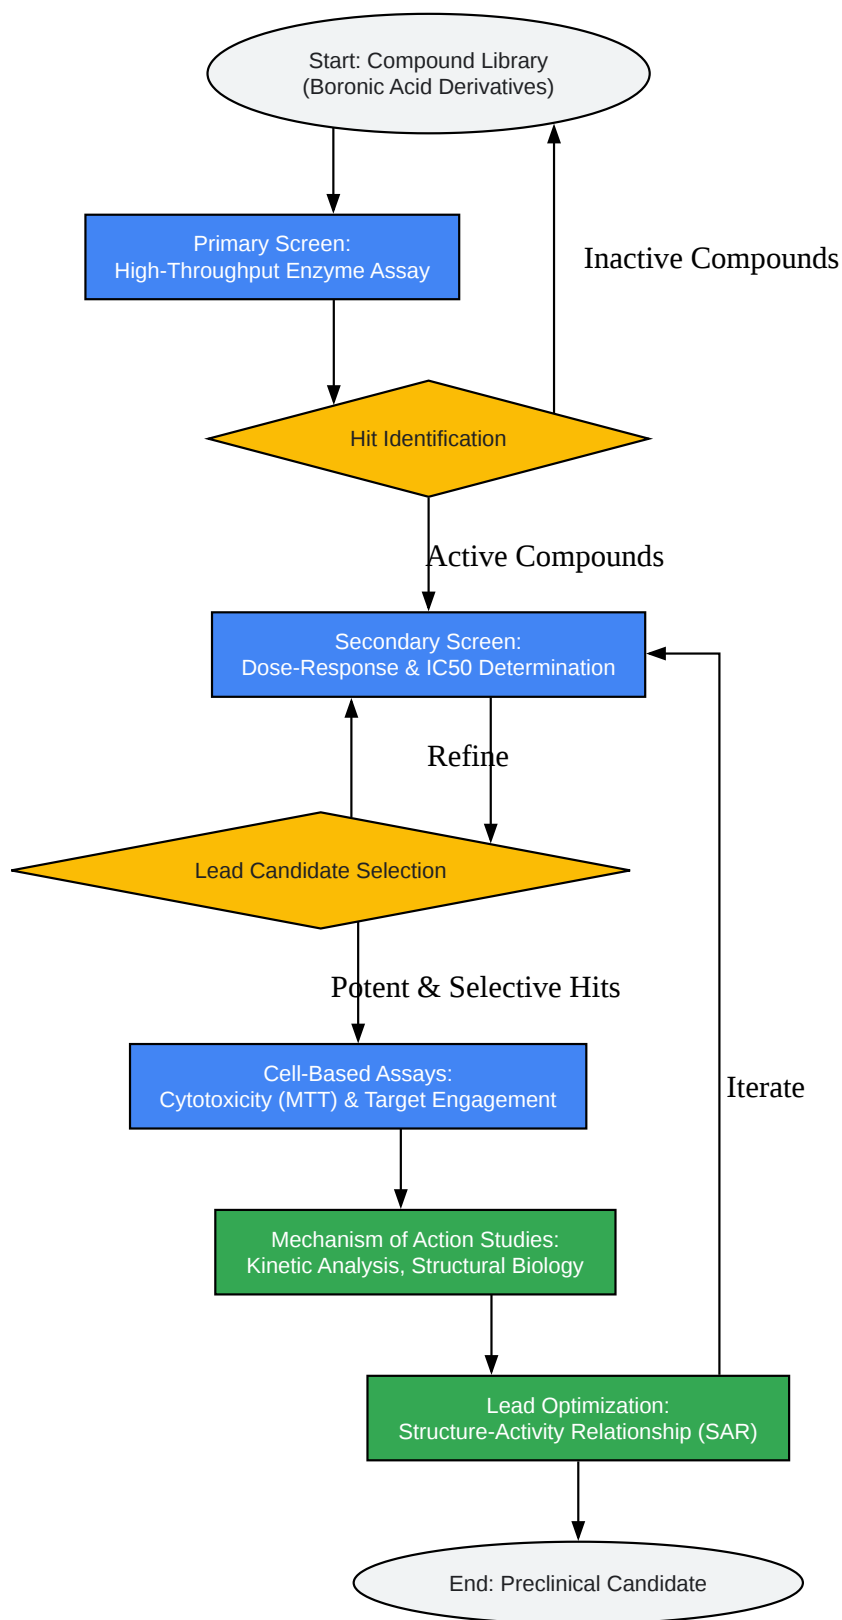 Start: Compound Library
(Boronic Acid Derivatives)
Primary Screen:
High-Throughput Enzyme Assay
Inactive Compounds
Hit Identification
Active Compounds
Secondary Screen:
Dose-Response & IC50 Determination
Refine
Lead Candidate Selection
Potent & Selective Hits
Cell-Based Assays:
Cytotoxicity (MTT) & Target Engagement
Iterate
Mechanism of Action Studies:
Kinetic Analysis, Structural Biology
Lead Optimization:
Structure-Activity Relationship (SAR)
End: Preclinical Candidate